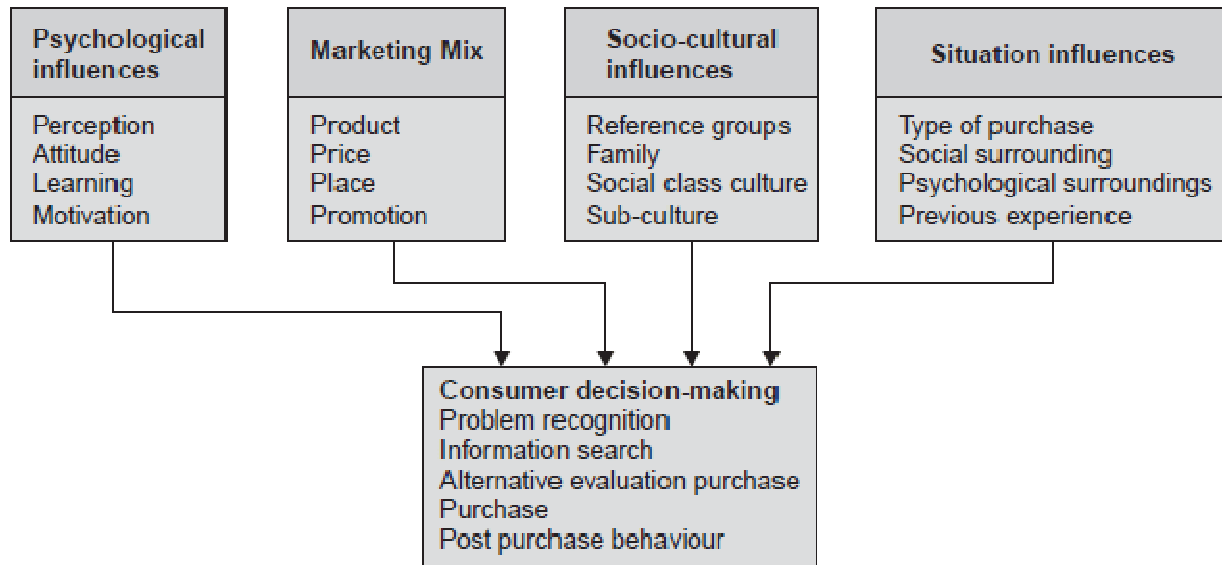 Psychological
influences
Perception
Attitude
Learning
Motivation
Marketing Mix
Product
Price
Place
Promotion
Socio-cultural
influences
Reference groups
Family
Social class culture
Sub-culture
Situation influences
Type of purchase
Social surrounding
Psychological surroundings
Previous experience
Consumer decision-making
Problem recognition
Information search
Alternative evaluation purchase
Purchase
Post purchase behaviour